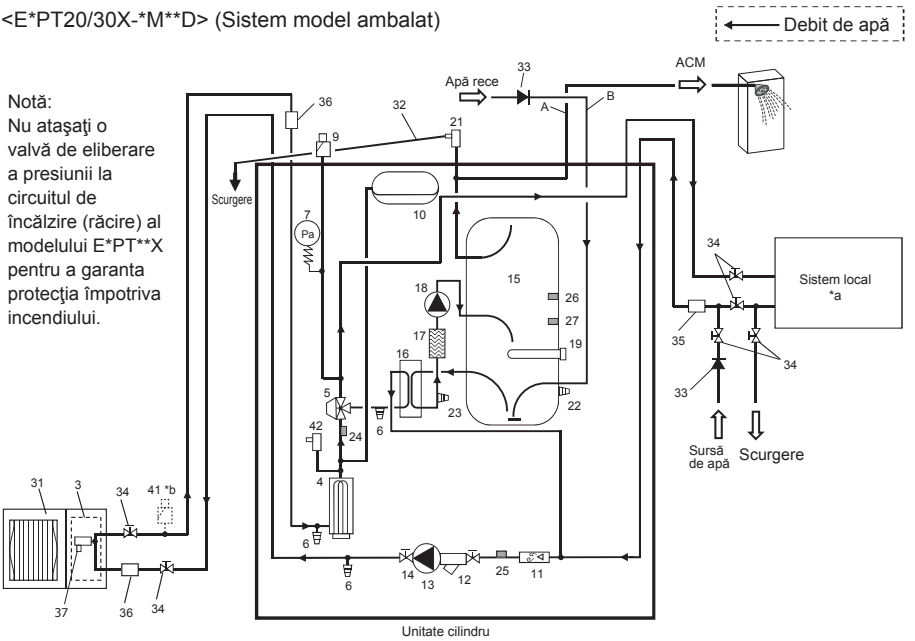 <E*PT20/30X-*M**D> (Sistem model ambalat)
Debit de apă
Notă:
Nu ataşaţi o
valvă de eliberare
a presiunii la
circuitul de
încălzire (răcire) al
modelului E*PT**X
pentru a garanta
protecţia împotriva
incendiului.
36
9
32
21
Apă rece
33
A
B
ACM
Scurgere
7
Pa
10
15
18
26
27
17
19
16
5
6
23
22
24
42
4
6
34
Sistem local
*a
35
34
33
Sursă
de apă
Scurgere
31
3
34
41 *b
37
36
34
6
14
13
12
25
11
Unitate cilindru